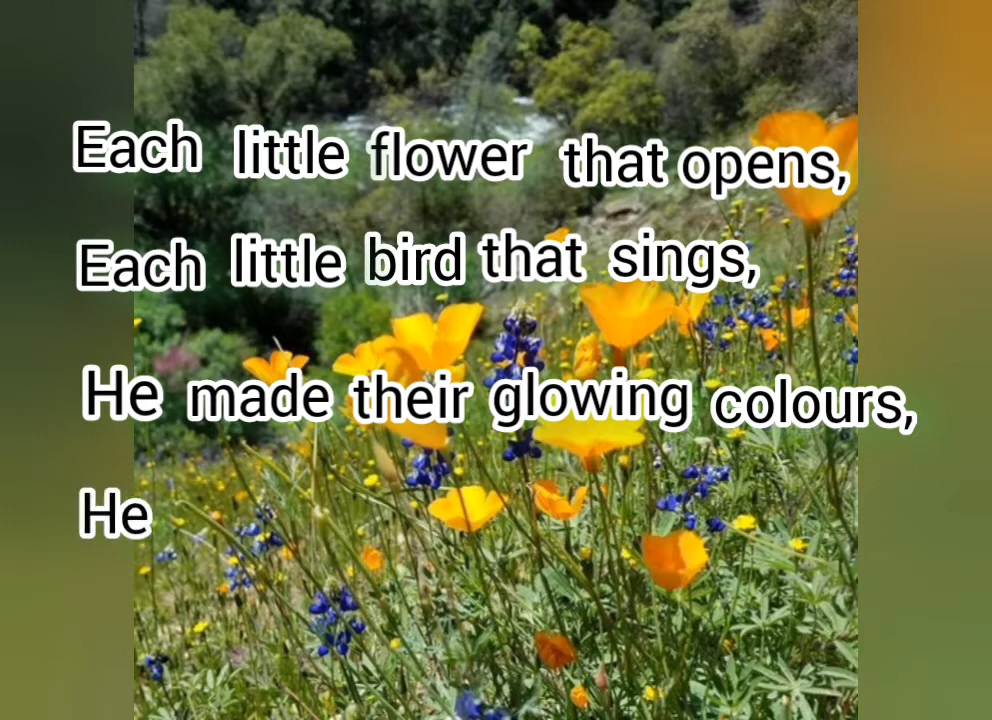 Each little flower that opens,
Each little bird that sings,
He made their glowing colours,
He